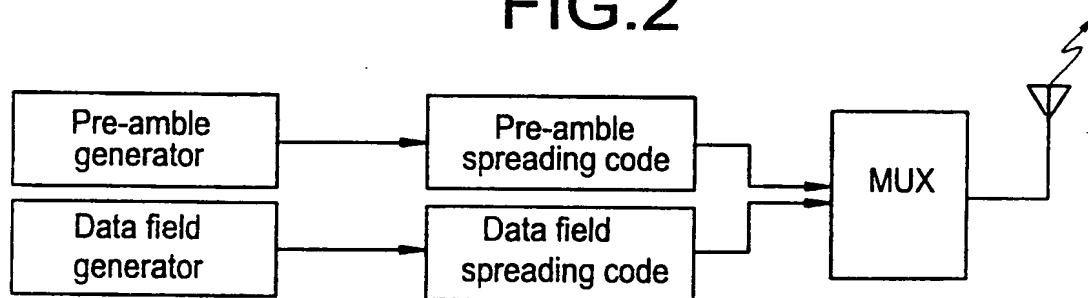 FIG.2
Pre-amble
generator
Pre-amble
spreading code
MUX
Data field
generator
Data field
spreading code